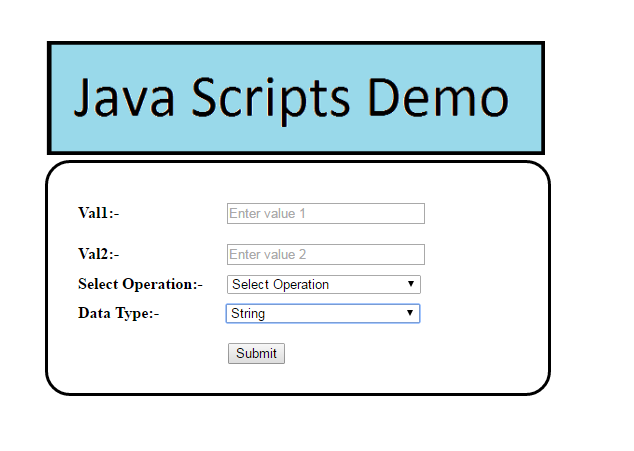 Java Scripts Demo
Val1:- Enter value 1
Val2:- Enter value 2
Select Operation:- Select Operation
Data Type:- String
Submit